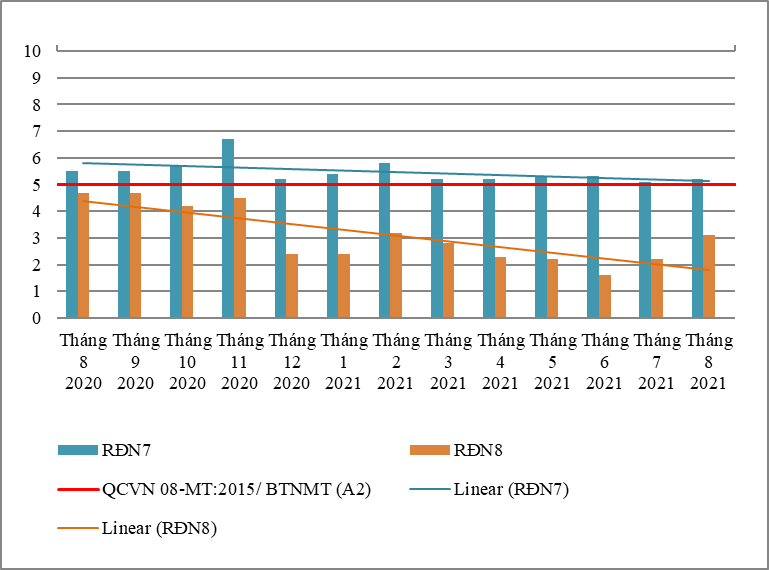 10
9
8
7
6
5
4
3
2
1
0
Tháng Tháng Tháng Tháng Tháng Tháng Tháng Tháng Tháng Tháng Tháng Tháng Tháng
8 9 10 11 12 1 2 3 4 5 6 7 8
2020 2020 2020 2020 2020 2021 2021 2021 2021 2021 2021 2021 2021
RĐN7 RĐN8
QCVN 08-MT:2015/ BTNMT (A2) Linear (RĐN7)
Linear (RĐN8)